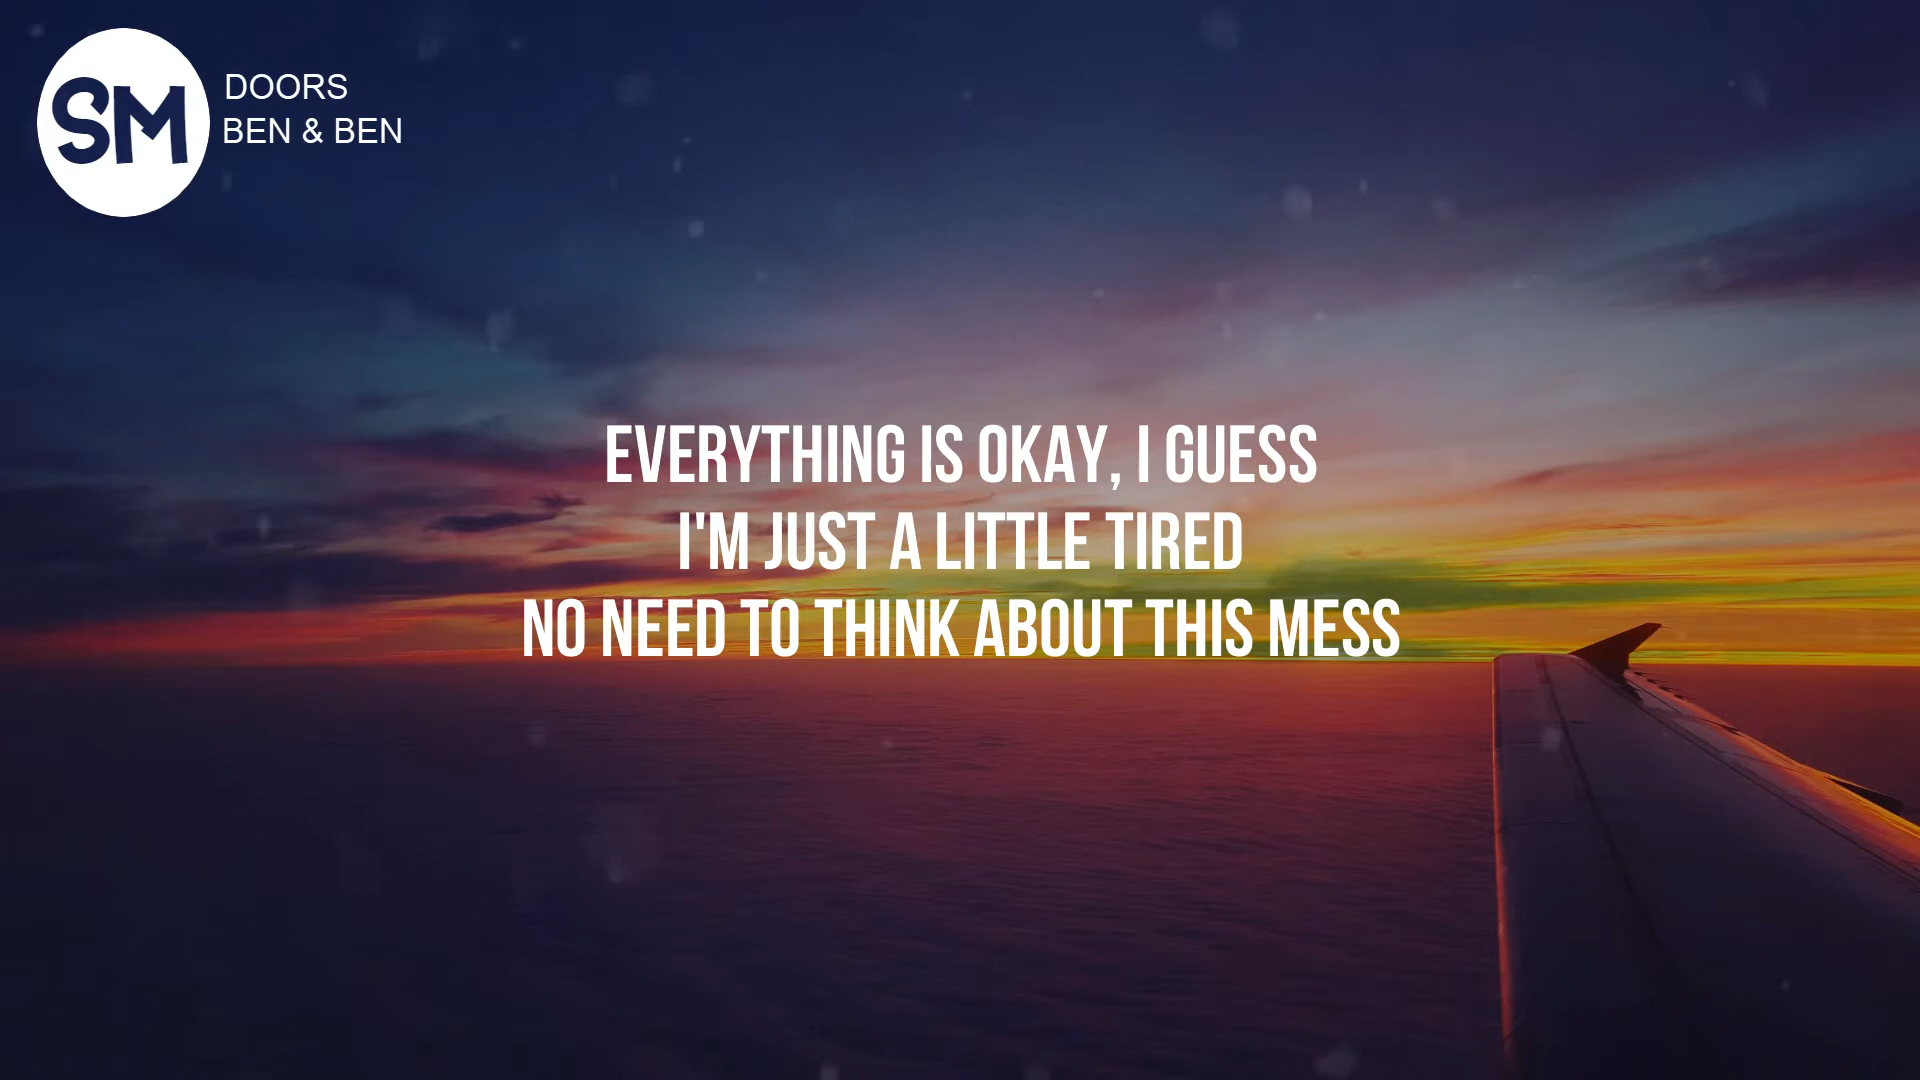 SM
DOORS
BEN & BEN
EVERYTHING IS OKAY, I GUESS
I'M JUST A LITTLE TIRED
NO NEED TO THINK ABOUT THIS MESS